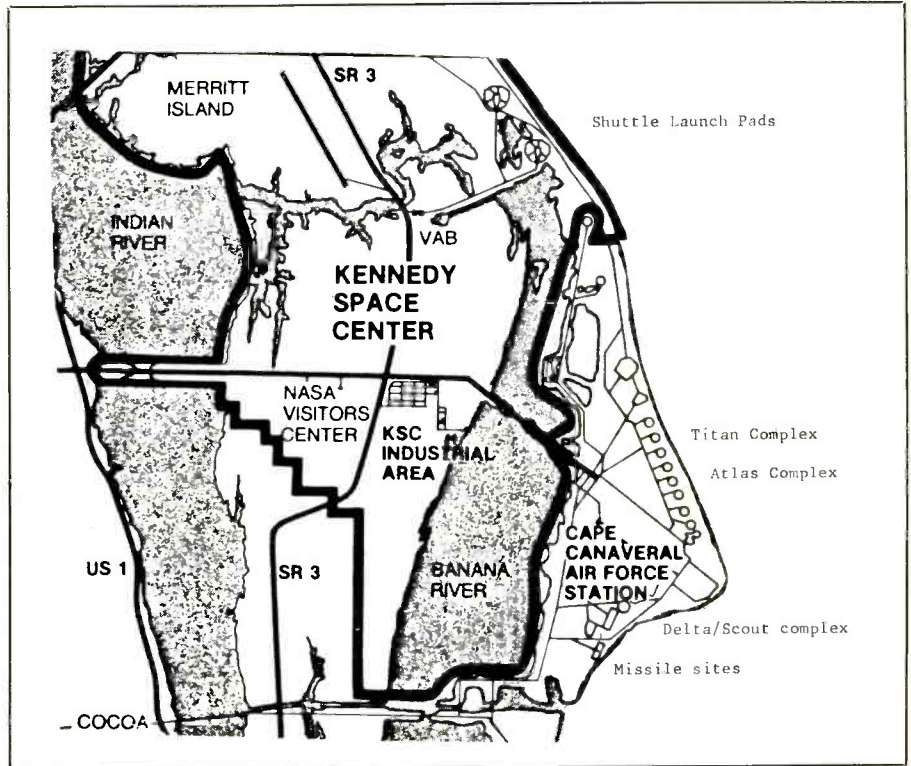 SR 3
MERRITT
ISLAND
Shuttle Launch Pads
INDIAN
RIVER
VAB
KENNEDY
SPACE
CENTER
NASA
VISITORS
CENTER
KSC
INDUSTRIAL
AREA
Titan Complex
Atlas Complex
CAPE
CANAVERAL
AIR FORCE
STATION
US 1
SR 3
BANANA
RIVER
Delta/Scout complex
Missile sites
COCOA